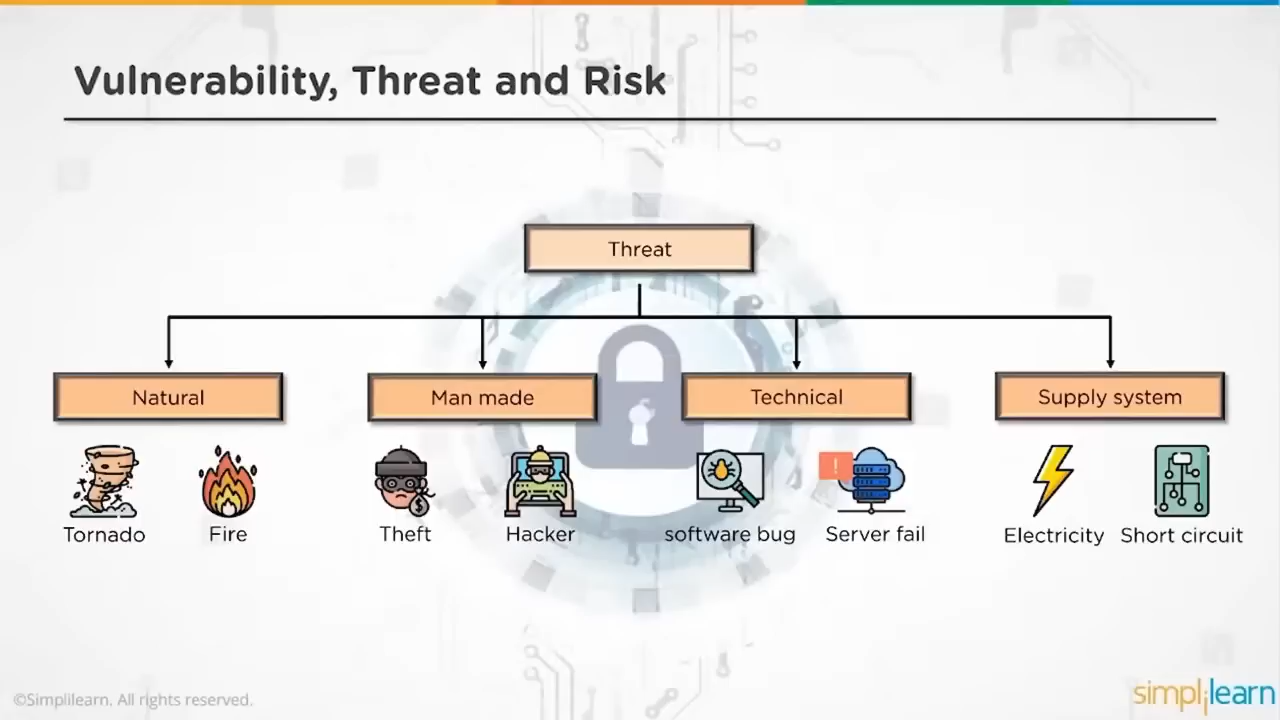 Vulnerability, Threat and Risk
Threat
Natural
Man made
Technical
Supply system
!
Tornado
Fire
Theft
Hacker
software bug
Server fail
Electricity
Short circuit
©Simplilearn. All rights reserved.
simplilearn